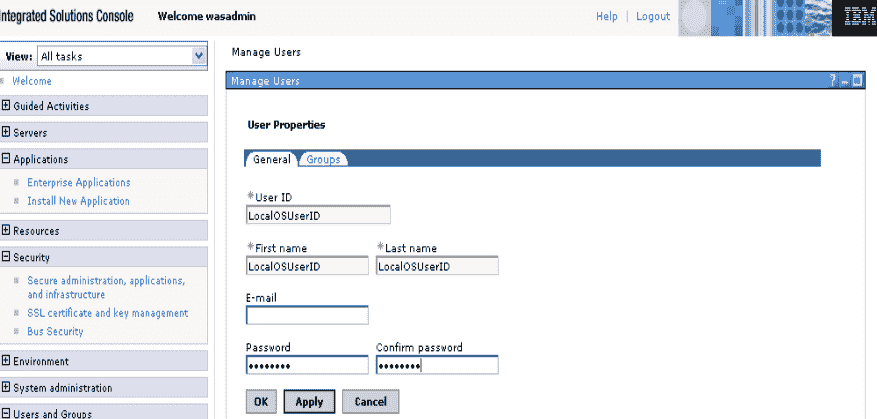 Integrated Solutions Console Welcome wasadmin Help | Logout IBM
View: All tasks
Welcome
Guided Activities
Servers
Applications
Enterprise Applications
Install New Application
Resources
Security
Secure administration, applications,
and infrastructure
SSL certificate and key management
Bus Security
Environment
System administration
Users and Groups
Manage Users
Manage Users ?
User Properties
General Groups
*User ID
LocalOSUserID
*First name *Last name
LocalOSUserID LocalOSUserID
E-mail
Password Confirm password
•••••••• ••••••••
OK Apply Cancel